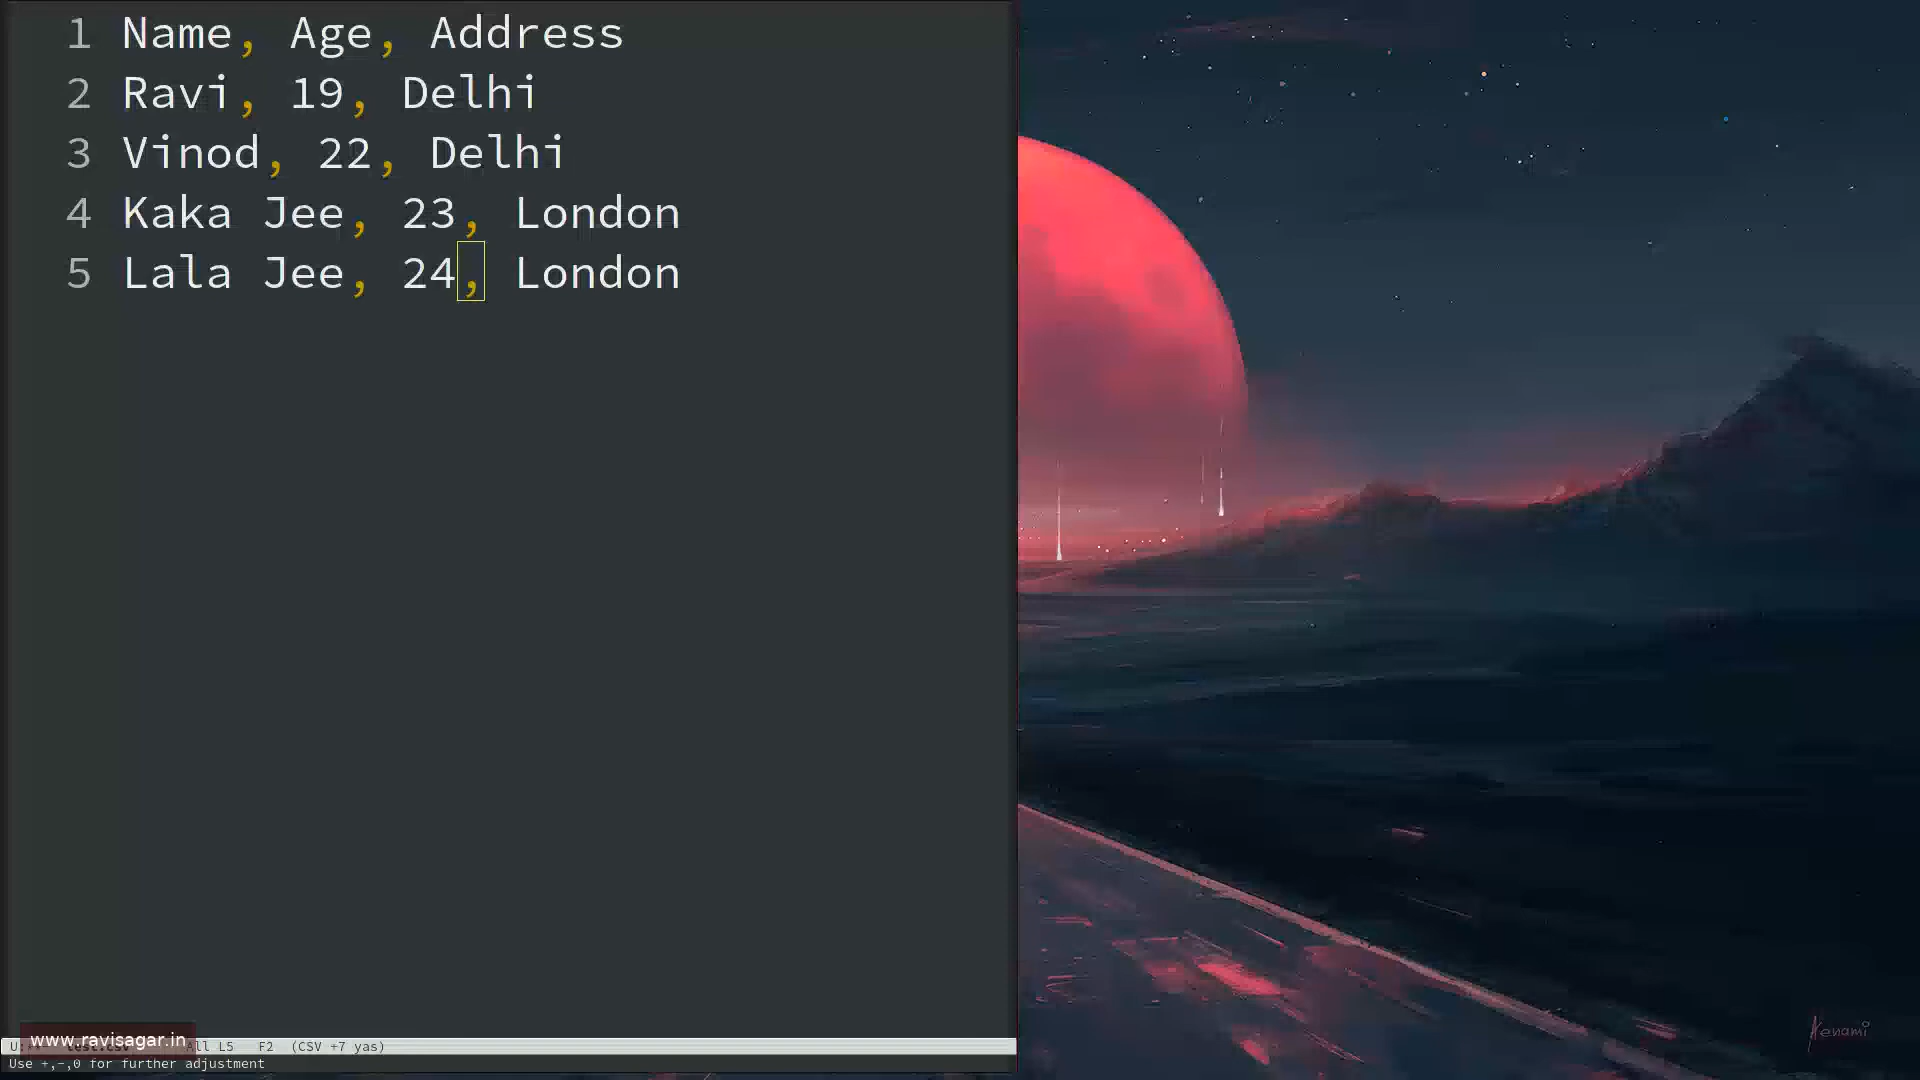 1 Name, Age, Address
2 Ravi, 19, Delhi
3 Vinod, 22, Delhi
4 Kaka Jee, 23, London
5 Lala Jee, 24, London
www.ravisagar.in
All L5 F2 (CSV +7 yas)
Use +,-,0 for further adjustment
Kenami